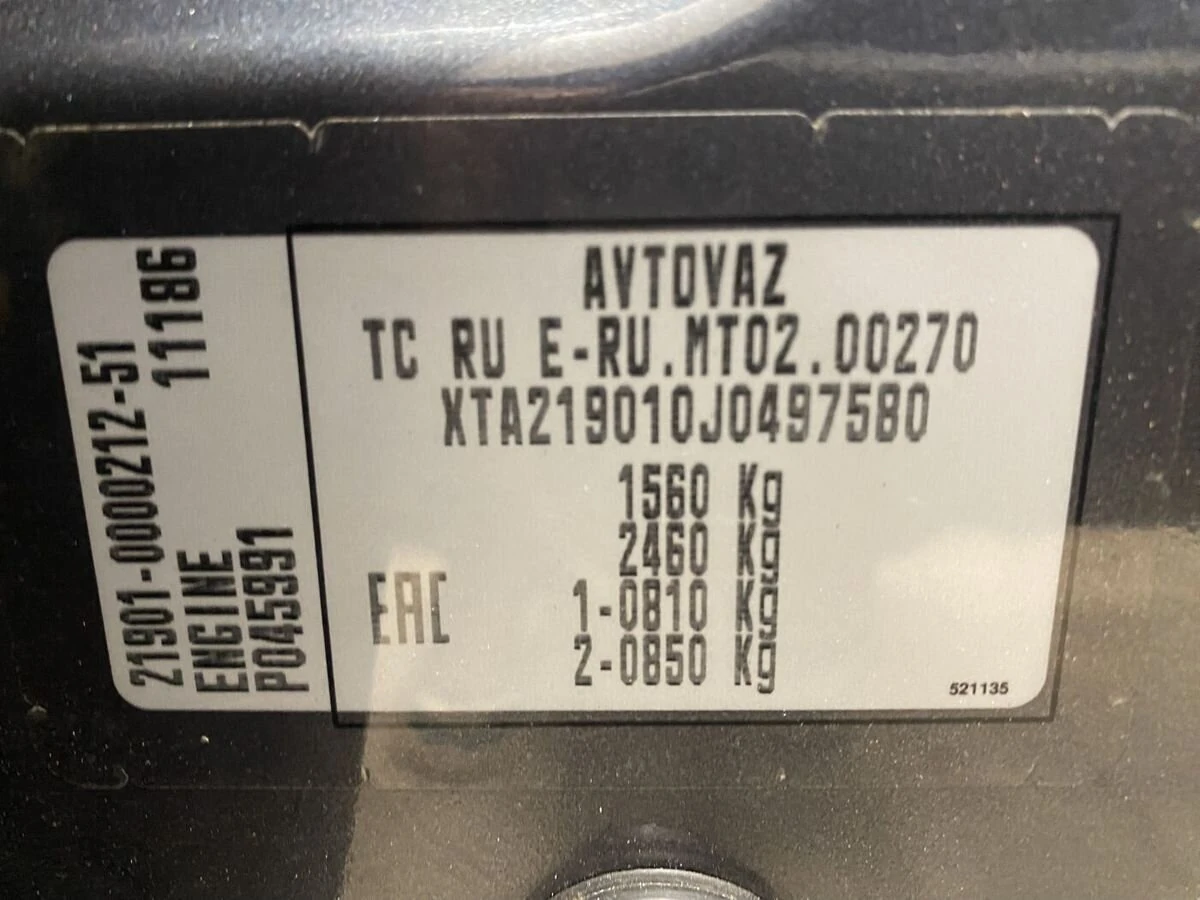 21901-0000212-51
11186
ENGINE
P045991
AVTOVAZ
TC RU E-RU.MT02.00270
XTA219010J0497580
1560 Kg
2460 Kg
1-0810 Kg
2-0850 Kg
EAC
521135